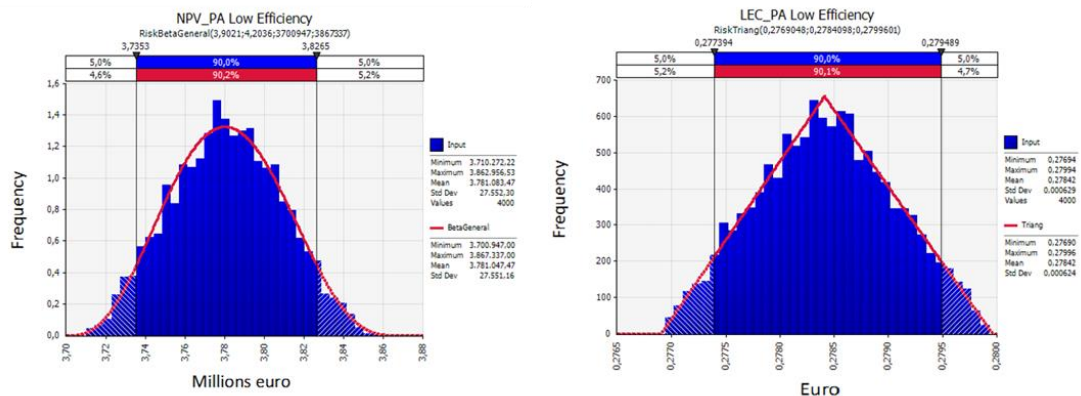 NPV_PA Low Efficiency
RiskBetaGeneral(3,9021;4,2036;3700947;3867337)
3,7353 3,8265
5,0% 90,0% 5,0%
4,6% 90,2% 5,2%
1,6
1,4
1,2
1,0
0,8
0,6
0,4
0,2
0,0
Frequency
3,70 3,72 3,74 3,76 3,78 3,80 3,82 3,84 3,86 3,88
Millions euro
Input
Minimum 3.710.272,22
Maximum 3.862.956,53
Mean 3.781.083,47
Std Dev 27.552,30
Values 4000
BetaGeneral
Minimum 3.700.947,00
Maximum 3.867.337,00
Mean 3.781.047,47
Std Dev 27.551,16
LEC_PA Low Efficiency
RiskTriang(0,2769048;0,2784098;0,2799601)
0,277394 0,279489
5,0% 90,0% 5,0%
5,2% 90,1% 4,7%
700
600
500
400
300
200
100
0
Frequency
0,2765 0,2770 0,2775 0,2780 0,2785 0,2790 0,2795 0,2800
Euro
Input
Minimum 0,27694
Maximum 0,27994
Mean 0,27842
Std Dev 0,000629
Values 4000
Triang
Minimum 0,27690
Maximum 0,27996
Mean 0,27842
Std Dev 0,000624